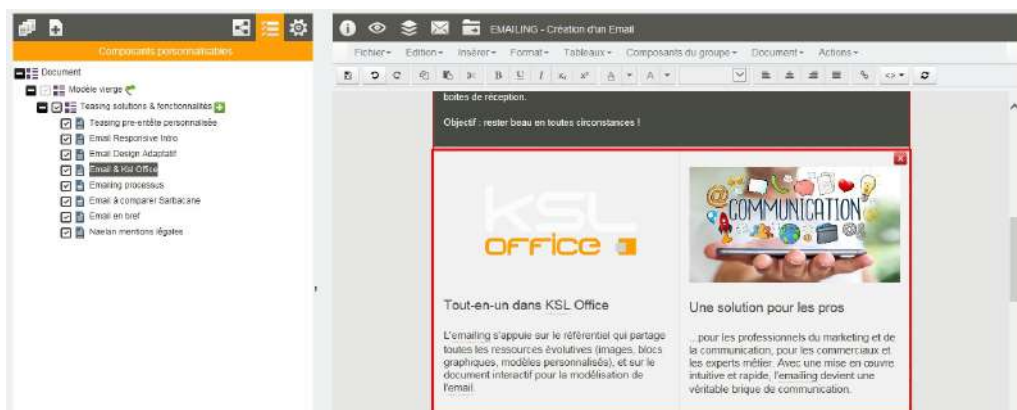 Composants personnalisables
Document
Modèle vierge
Teasing solutions & fonctionnalités
Teasing pre-entête personnalisée
Email Responsive Intro
Email Design Adaptatif
Email & Ksl Office
Emailing processus
Email à comparer Sarbacane
Email en bref
Naelan mentions légales
EMAILING - Création d'un Email
Fichier Edition Insérer Format Tableaux Composants du groupe Document Actions
boites de réception.
Objectif : rester beau en toutes circonstances !
KSL
OFFICE
COMMUNICATION
Tout-en-un dans KSL Office
L'emailing s'appuie sur le référentiel qui partage
toutes les ressources évolutives (images, blocs
graphiques, modèles personnalisés), et sur le
document interactif pour la modélisation de
l'email.
Une solution pour les pros
...pour les professionnels du marketing et de
la communication, pour les commerciaux et
les experts métier. Avec une mise en œuvre
intuitive et rapide, l'emailing devient une
véritable brique de communication.